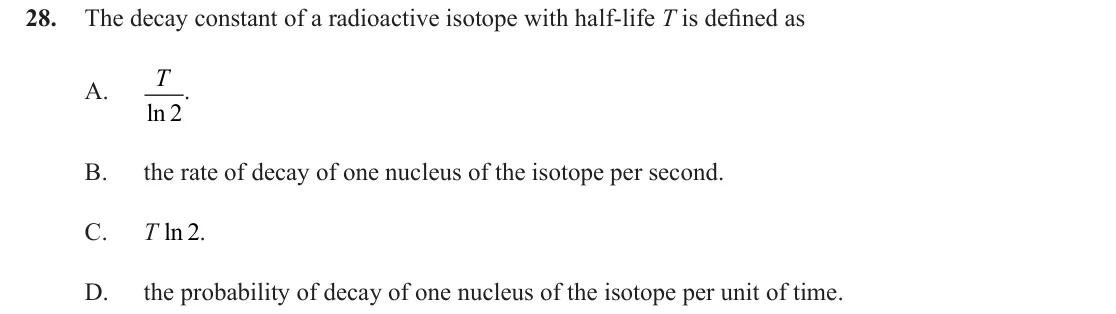 28. The decay constant of a radioactive isotope with half-life T is defined as
A. T
ln 2.
B. the rate of decay of one nucleus of the isotope per second.
C. T ln 2.
D. the probability of decay of one nucleus of the isotope per unit of time.